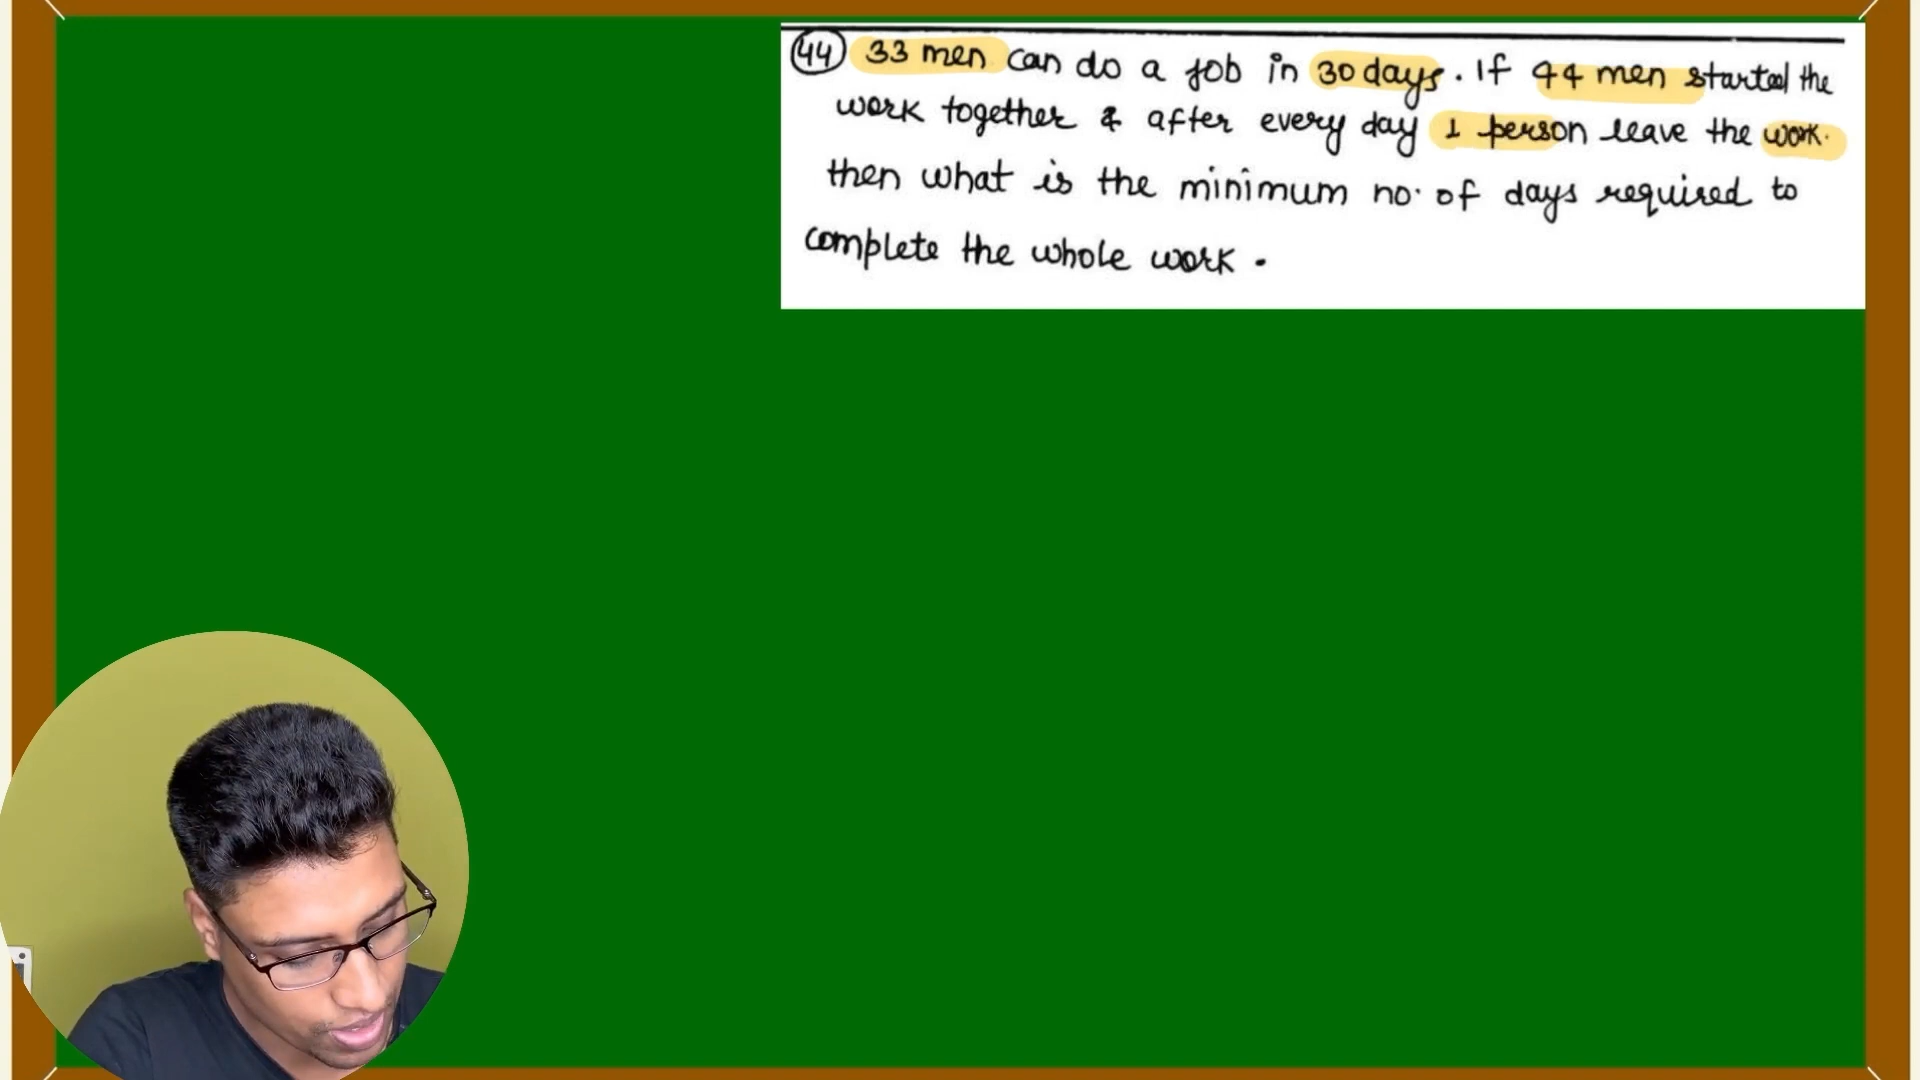 44 33 men can do a job in 30 days. If 44 men started the
work together & after every day 1 person leave the work.
then what is the minimum no. of days required to
complete the whole work.